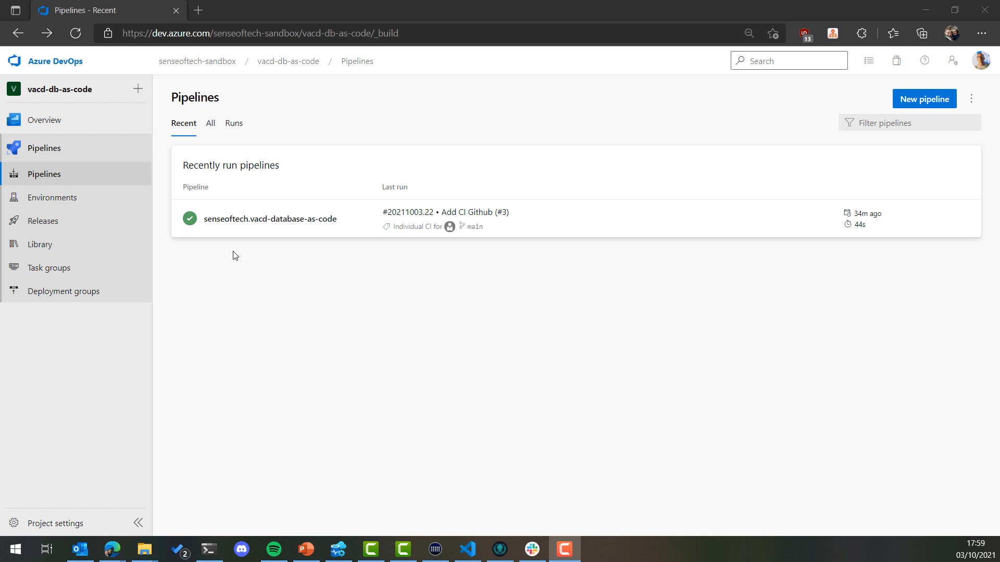 Pipelines - Recent
https://dev.azure.com/senseoftech-sandbox/vacd-db-as-code/_build
13
Azure DevOps
senseoftech-sandbox / vacd-db-as-code / Pipelines
Search
V vacd-db-as-code
Overview
Pipelines
Pipelines
Environments
Releases
Library
Task groups
Deployment groups
Project settings
Pipelines
New pipeline
Recent All Runs
Filter pipelines
Recently run pipelines
Pipeline Last run
senseoftech.vacd-database-as-code
#20211003.22 • Add CI Github (#3)
Individual CI for main
34m ago
44s
2
17:59
03/10/2021